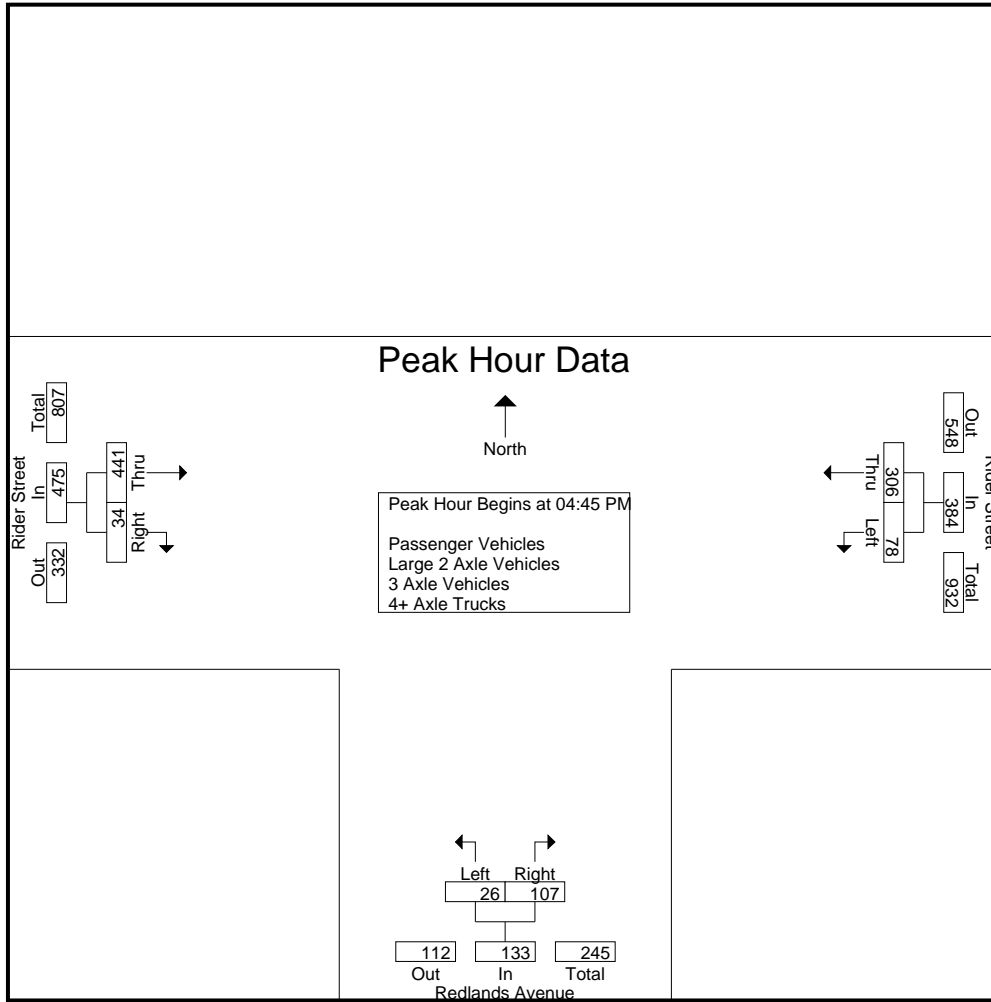 Peak Hour Data
North
Peak Hour Begins at 04:45 PM
Passenger Vehicles
Large 2 Axle Vehicles
3 Axle Vehicles
4+ Axle Trucks
Rider Street
Total
807
In
475
Out
332
Thru
441
Right
34
Rider Street
Out
548
In
384
Total
932
Thru
306
Left
78
Left Right
26 107
112 133 245
Out In Total
Redlands Avenue